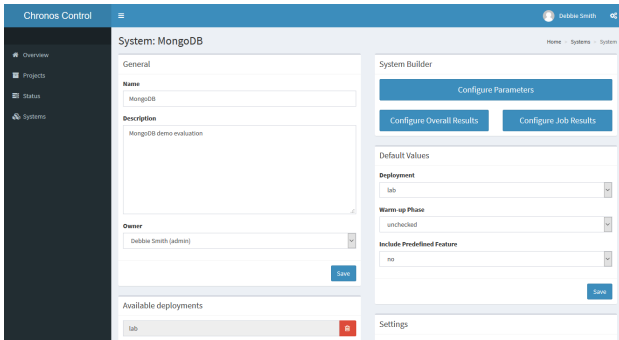 Chronos Control
Debbie Smith
System: MongoDB
Home > Systems > System
Overview
Projects
Status
Systems
General
Name
MongoDB
Description
MongoDB demo evaluation
Owner
Debbie Smith (admin)
Save
Available deployments
lab
System Builder
Configure Parameters
Configure Overall Results
Configure Job Results
Default Values
Deployment
lab
Warm-up Phase
unchecked
Include Predefined Feature
no
Save
Settings